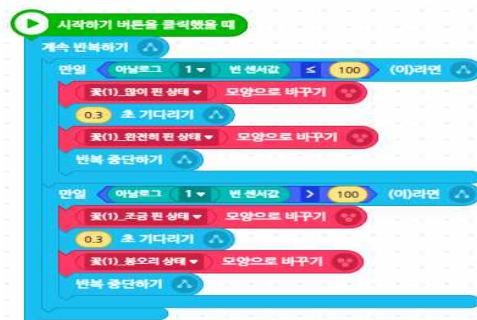 시작하기 버튼을 클릭했을 때
계속 반복하기
만일 아날로그 1 번 센서값 ≤ 100 (이)라면
꽃(1)_많이 핀 상태 모양으로 바꾸기
0.3 초 기다리기
꽃(1)_완전히 핀 상태 모양으로 바꾸기
반복 중단하기
만일 아날로그 1 번 센서값 > 100 (이)라면
꽃(1)_조금 핀 상태 모양으로 바꾸기
0.3 초 기다리기
꽃(1)_봉오리 상태 모양으로 바꾸기
반복 중단하기